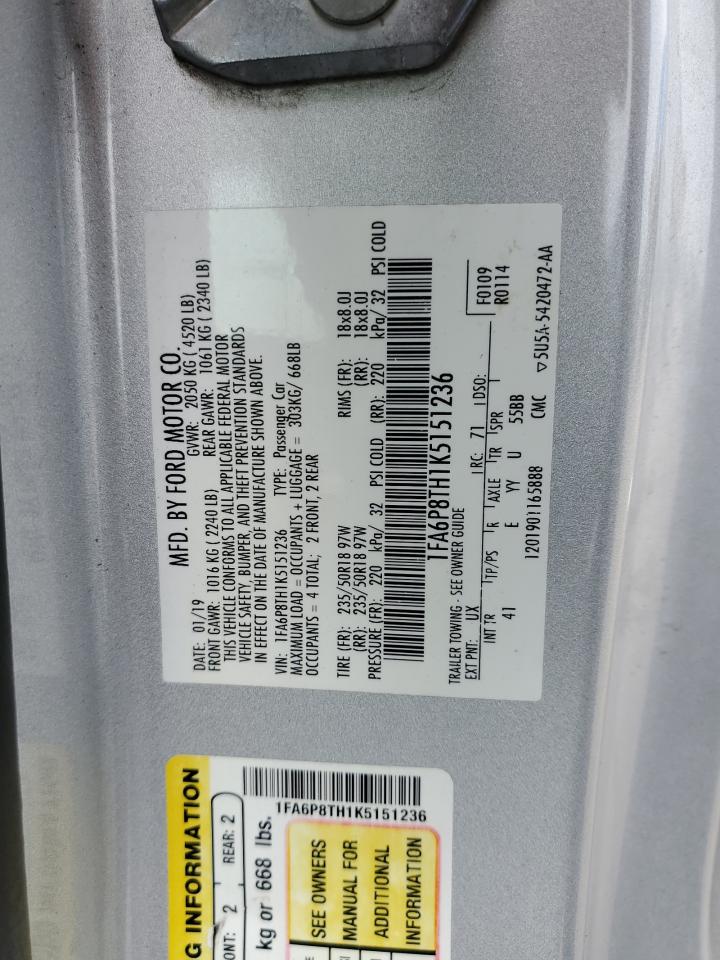 MFD. BY FORD MOTOR CO.
DATE: 01/19 GVWR: 2050 KG ( 4520 LB)
FRONT GAWR: 1016 KG ( 2240 LB) REAR GAWR: 1061 KG ( 2340 LB)
THIS VEHICLE CONFORMS TO ALL APPLICABLE FEDERAL MOTOR
VEHICLE SAFETY, BUMPER, AND THEFT PREVENTION STANDARDS
IN EFFECT ON THE DATE OF MANUFACTURE SHOWN ABOVE.
VIN: 1FA6P8TH1K5151236 TYPE: Passenger Car
MAXIMUM LOAD = OCCUPANTS + LUGGAGE = 303KG/ 668LB
OCCUPANTS = 4 TOTAL; 2 FRONT, 2 REAR
TIRE (FR): 235/50R18 97W RIMS (FR): 18x8.0J
(RR): 235/50R18 97W (RR): 18x8.0J
PRESSURE (FR): 220 kPa/ 32 PSI COLD (RR): 220 kPa/ 32 PSI COLD
1FA6P8TH1K5151236
TRAILER TOWING - SEE OWNER GUIDE
EXT PNT: UX RC: 71 DSO: F0109
R0114
INT TR TP/PS R AXLE TR SPR
41 E YY U 55BB
1201901165888 CMC ▽5U5A-5420472-AA
G INFORMATION
ONT: 2 REAR: 2
kg or 668 lbs.
1FA6P8TH1K5151236
SEE OWNERS
MANUAL FOR
ADDITIONAL
INFORMATION